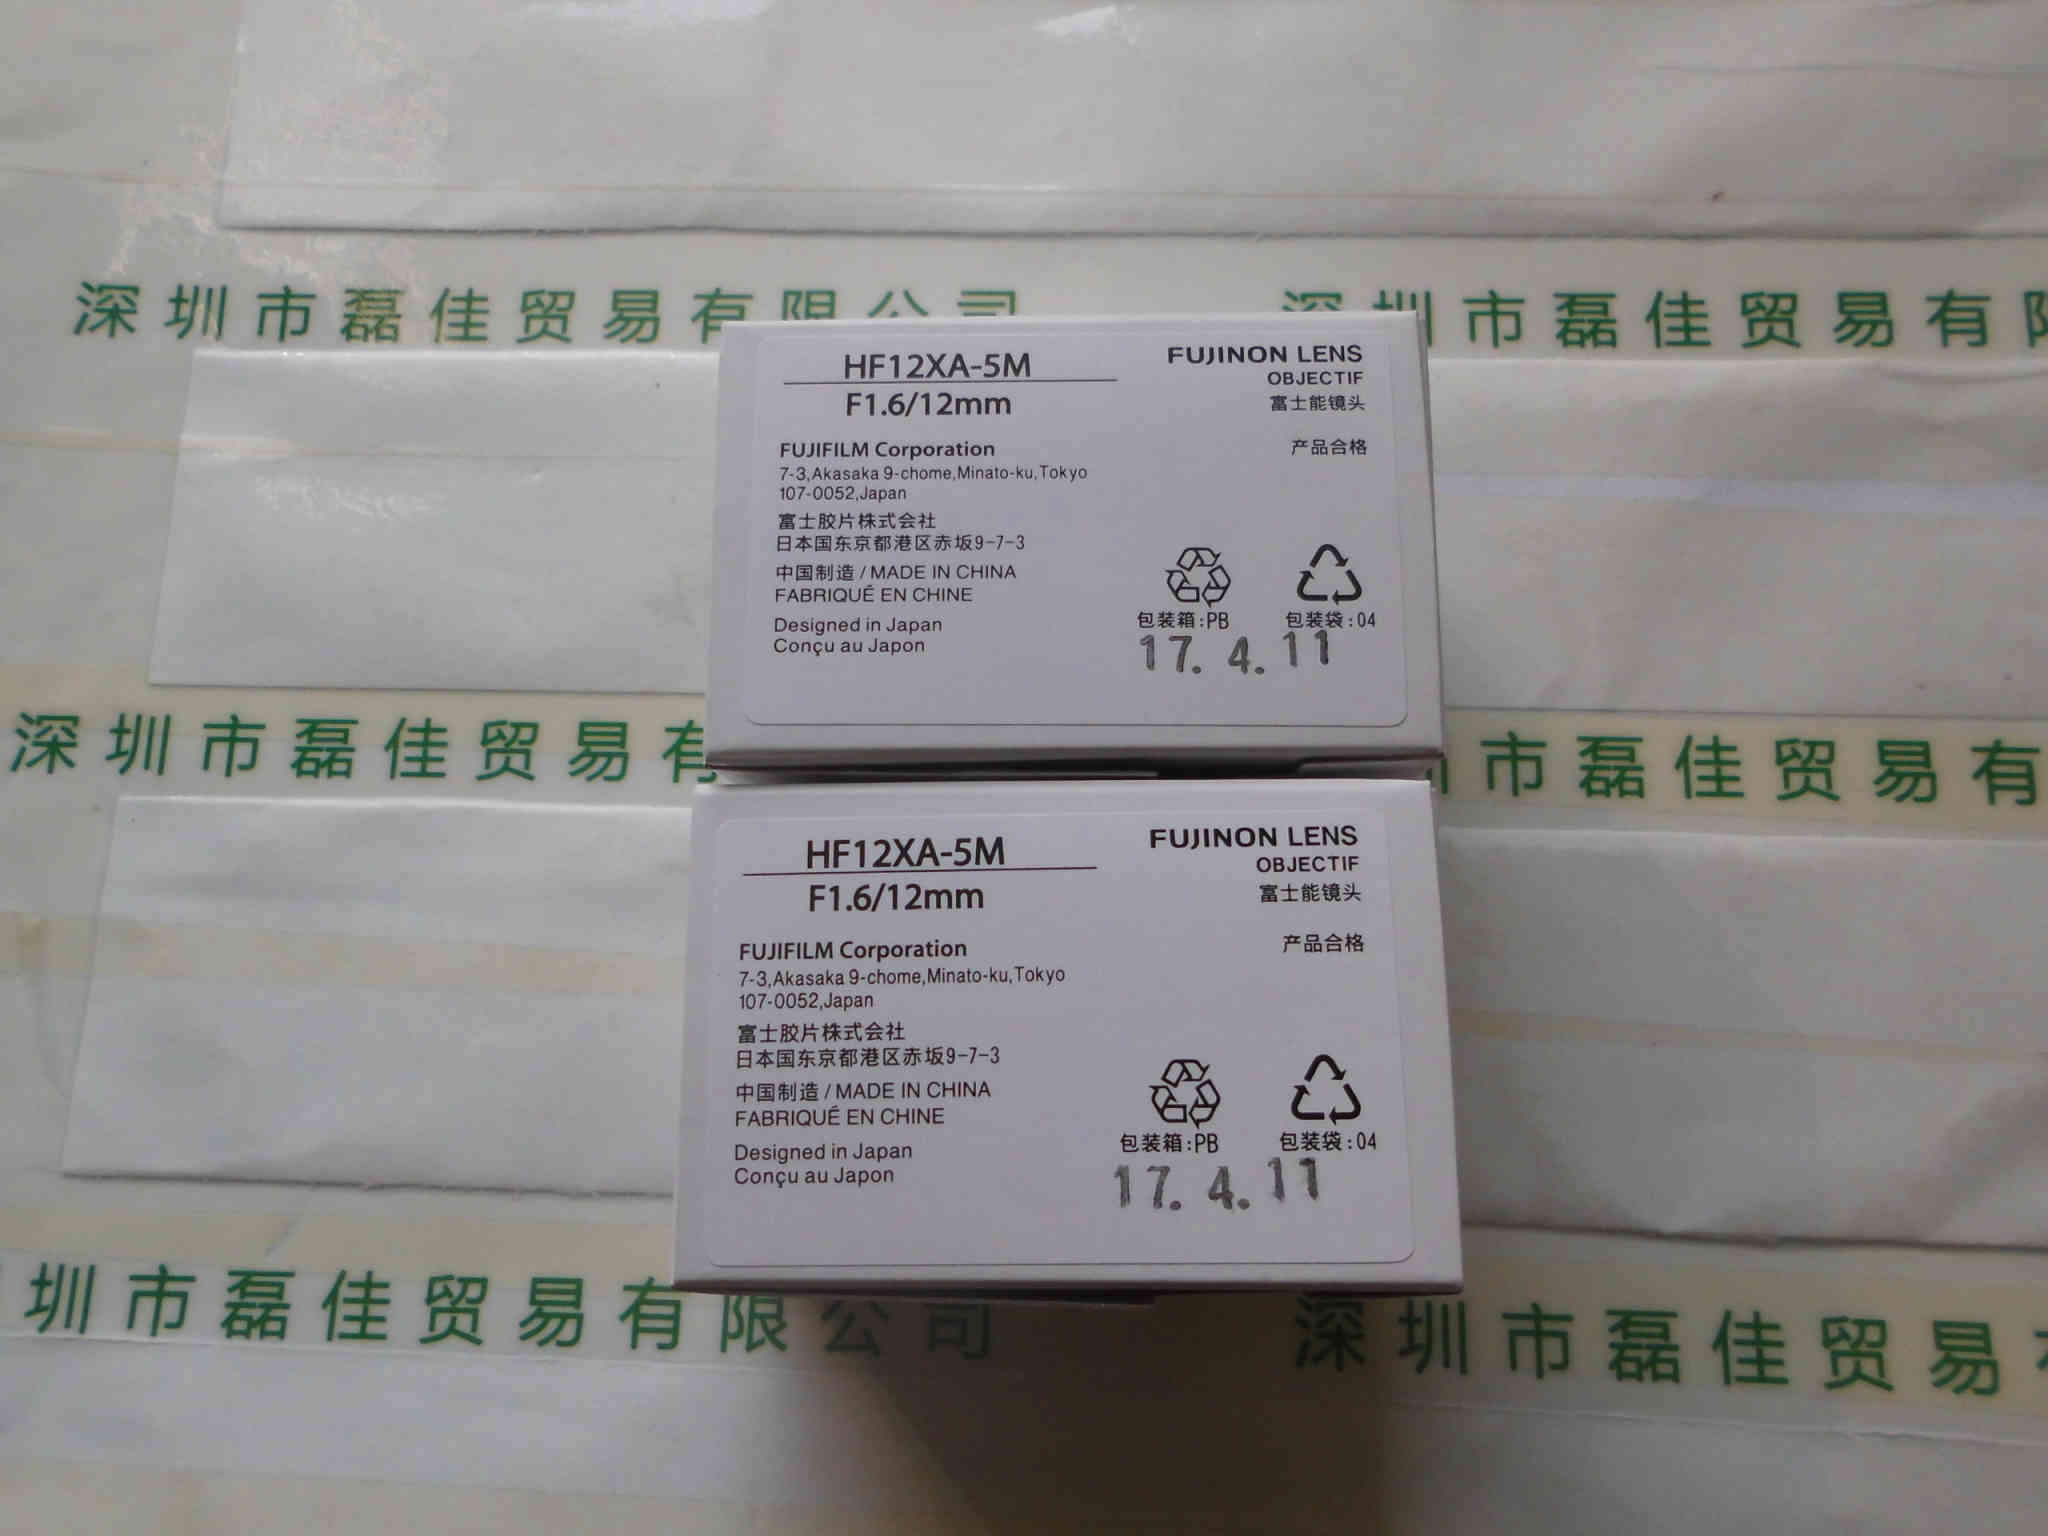 深圳市磊佳贸易有限公司
深圳市磊佳贸易有限
HF12XA-5M
F1.6/12mm
FUJINON LENS
OBJECTIF
富士能镜头
产品合格
FUJIFILM Corporation
7-3,Akasaka 9-chome,Minato-ku,Tokyo
107-0052,Japan
富士胶片株式会社
日本国东京都港区赤坂9-7-3
中国制造 / MADE IN CHINA
FABRIQUÉ EN CHINE
Designed in Japan
Conçu au Japon
包装箱:PB
包装袋:04
17. 4. 11
深圳市磊佳贸易有
圳市磊佳贸易有
HF12XA-5M
F1.6/12mm
FUJINON LENS
OBJECTIF
富士能镜头
产品合格
FUJIFILM Corporation
7-3,Akasaka 9-chome,Minato-ku,Tokyo
107-0052,Japan
富士胶片株式会社
日本国东京都港区赤坂9-7-3
中国制造 / MADE IN CHINA
FABRIQUÉ EN CHINE
Designed in Japan
Conçu au Japon
包装箱:PB
包装袋:04
17. 4. 11
圳市磊佳贸易有限公司
深圳市磊佳贸易